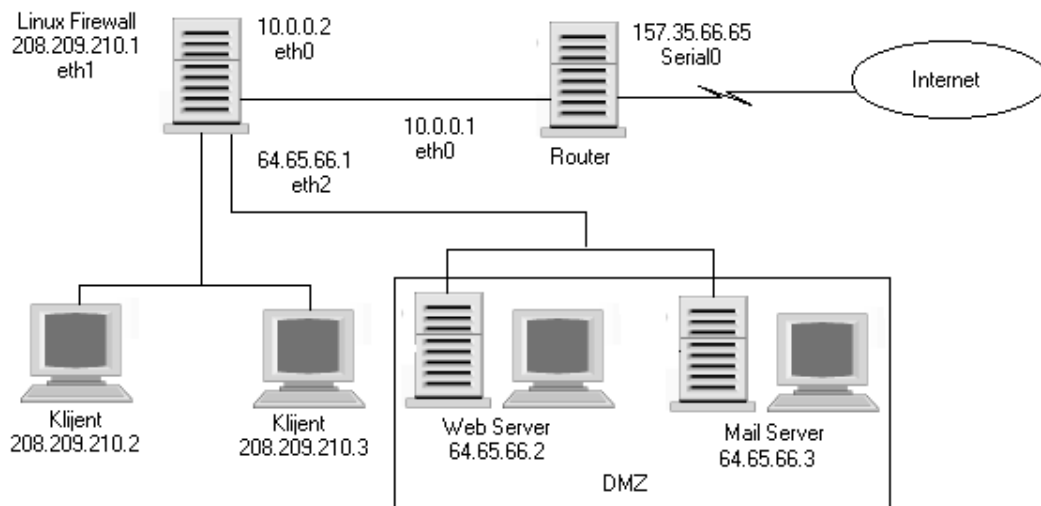 Linux Firewall
208.209.210.1
eth1
10.0.0.2
eth0
157.35.66.65
Serial0
Internet
10.0.0.1
eth0
Router
64.65.66.1
eth2
Klijent
208.209.210.2
Klijent
208.209.210.3
Web Server
64.65.66.2
Mail Server
64.65.66.3
DMZ